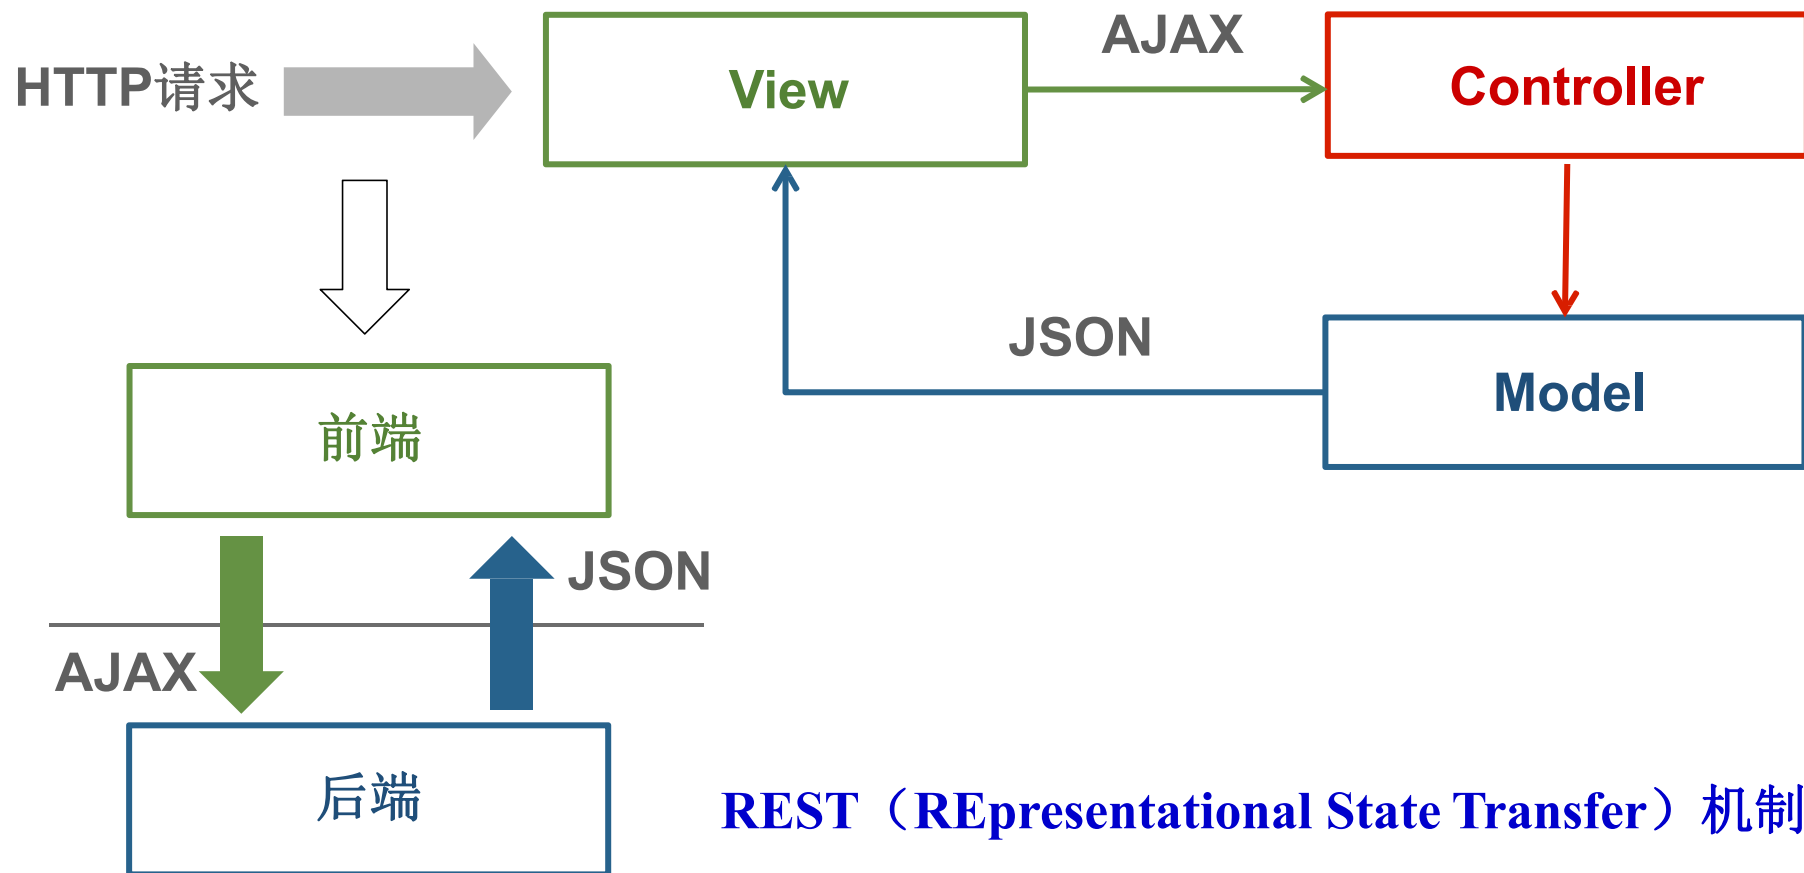 HTTP请求
View
AJAX
Controller
JSON
Model
前端
JSON
AJAX
后端
REST（REpresentational State Transfer）机制